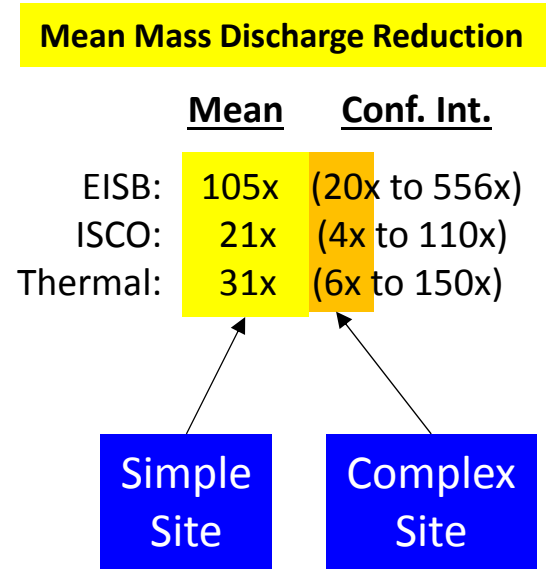 Mean Mass Discharge Reduction
Mean Conf. Int.
EISB: 105x (20x to 556x)
ISCO: 21x (4x to 110x)
Thermal: 31x (6x to 150x)
Simple Complex
Site Site